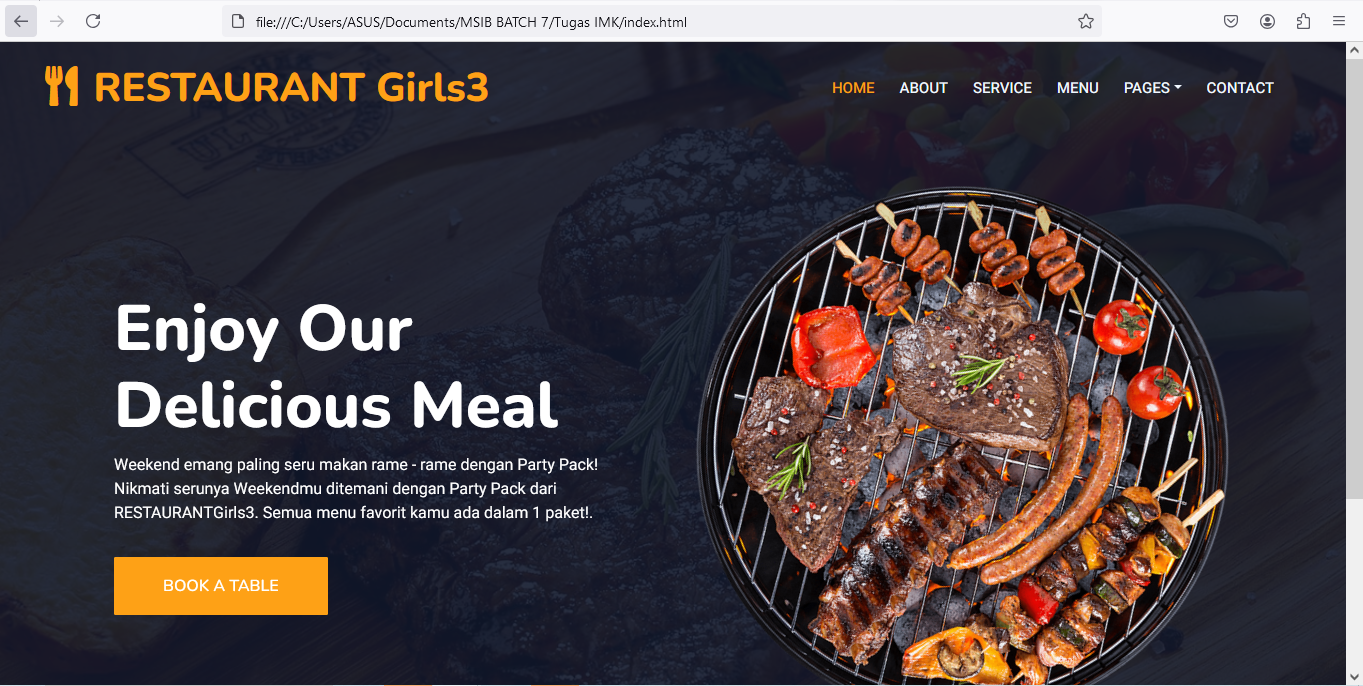 file:///C:/Users/ASUS/Documents/MSIB BATCH 7/Tugas IMK/index.html
RESTAURANT Girls3
HOME ABOUT SERVICE MENU PAGES CONTACT
Enjoy Our
Delicious Meal
Weekend emang paling seru makan rame - rame dengan Party Pack!
Nikmati serunya Weekendmu ditemani dengan Party Pack dari
RESTAURANTGirls3. Semua menu favorit kamu ada dalam 1 paket!.
BOOK A TABLE